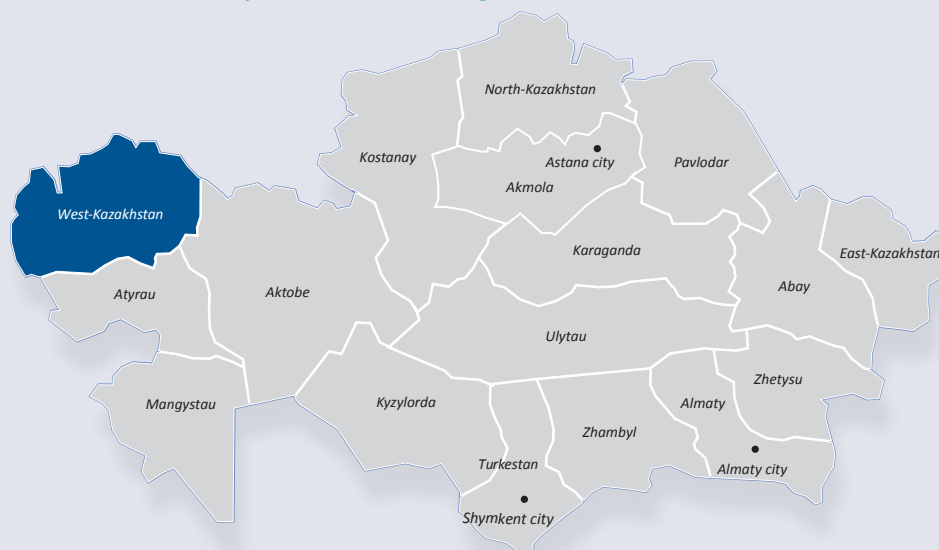 North-Kazakhstan
Kostanay
Astana city
Pavlodar
Akmola
West-Kazakhstan
Karaganda
East-Kazakhstan
Atyrau
Aktobe
Abay
Ulytau
Zhetysu
Mangystau
Kyzylorda
Almaty
Zhambyl
Turkestan
Almaty city
Shymkent city